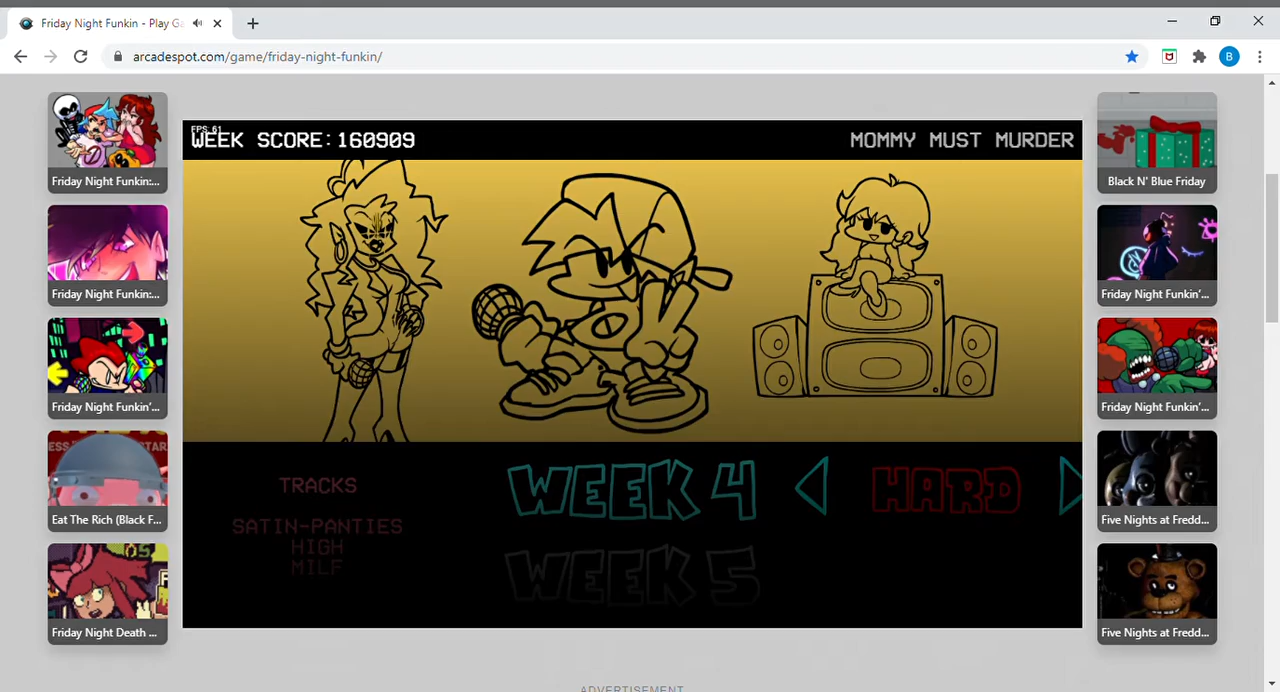 Friday Night Funkin - Play Ga
arcadespot.com/game/friday-night-funkin/
B
Friday Night Funkin:...
Friday Night Funkin:...
Friday Night Funkin'...
Eat The Rich (Black F...
Friday Night Death ...
FPS: 61
WEEK SCORE:160909
MOMMY MUST MURDER
TRACKS
SATIN-PANTIES
HIGH
MILF
WEEK 4
HARD
WEEK 5
Black N' Blue Friday
Friday Night Funkin'...
Friday Night Funkin'...
Five Nights at Fredd...
Five Nights at Fredd...
ADVERTISEMENT